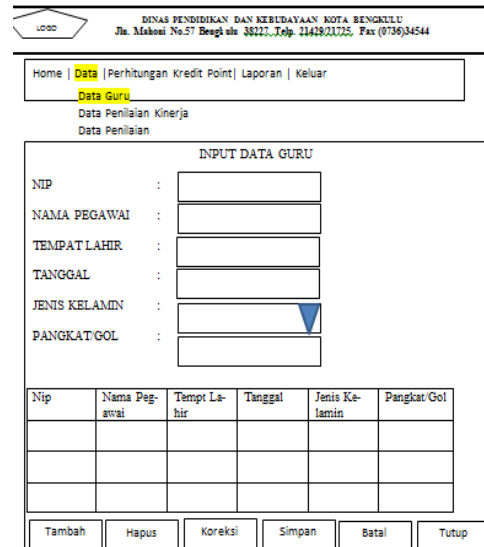 LOGO
DINAS PENDIDIKAN DAN KEBUDAYAAN KOTA BENGKULU
Jln. Mahoni No.57 Bengkulu 38227. Telp. 21429/21725. Fax (0736)34544
Home | Data |Perhitungan Kredit Point| Laporan | Keluar
Data Guru
Data Penilaian Kinerja
Data Penilaian
INPUT DATA GURU
NIP :
NAMA PEGAWAI :
TEMPAT LAHIR :
TANGGAL :
JENIS KELAMIN :
PANGKAT/GOL :
Nip Nama Peg- Tempt La- Tanggal Jenis Ke- Pangkat/Gol
awai hir lamin
Tambah Hapus Koreksi Simpan Batal Tutup